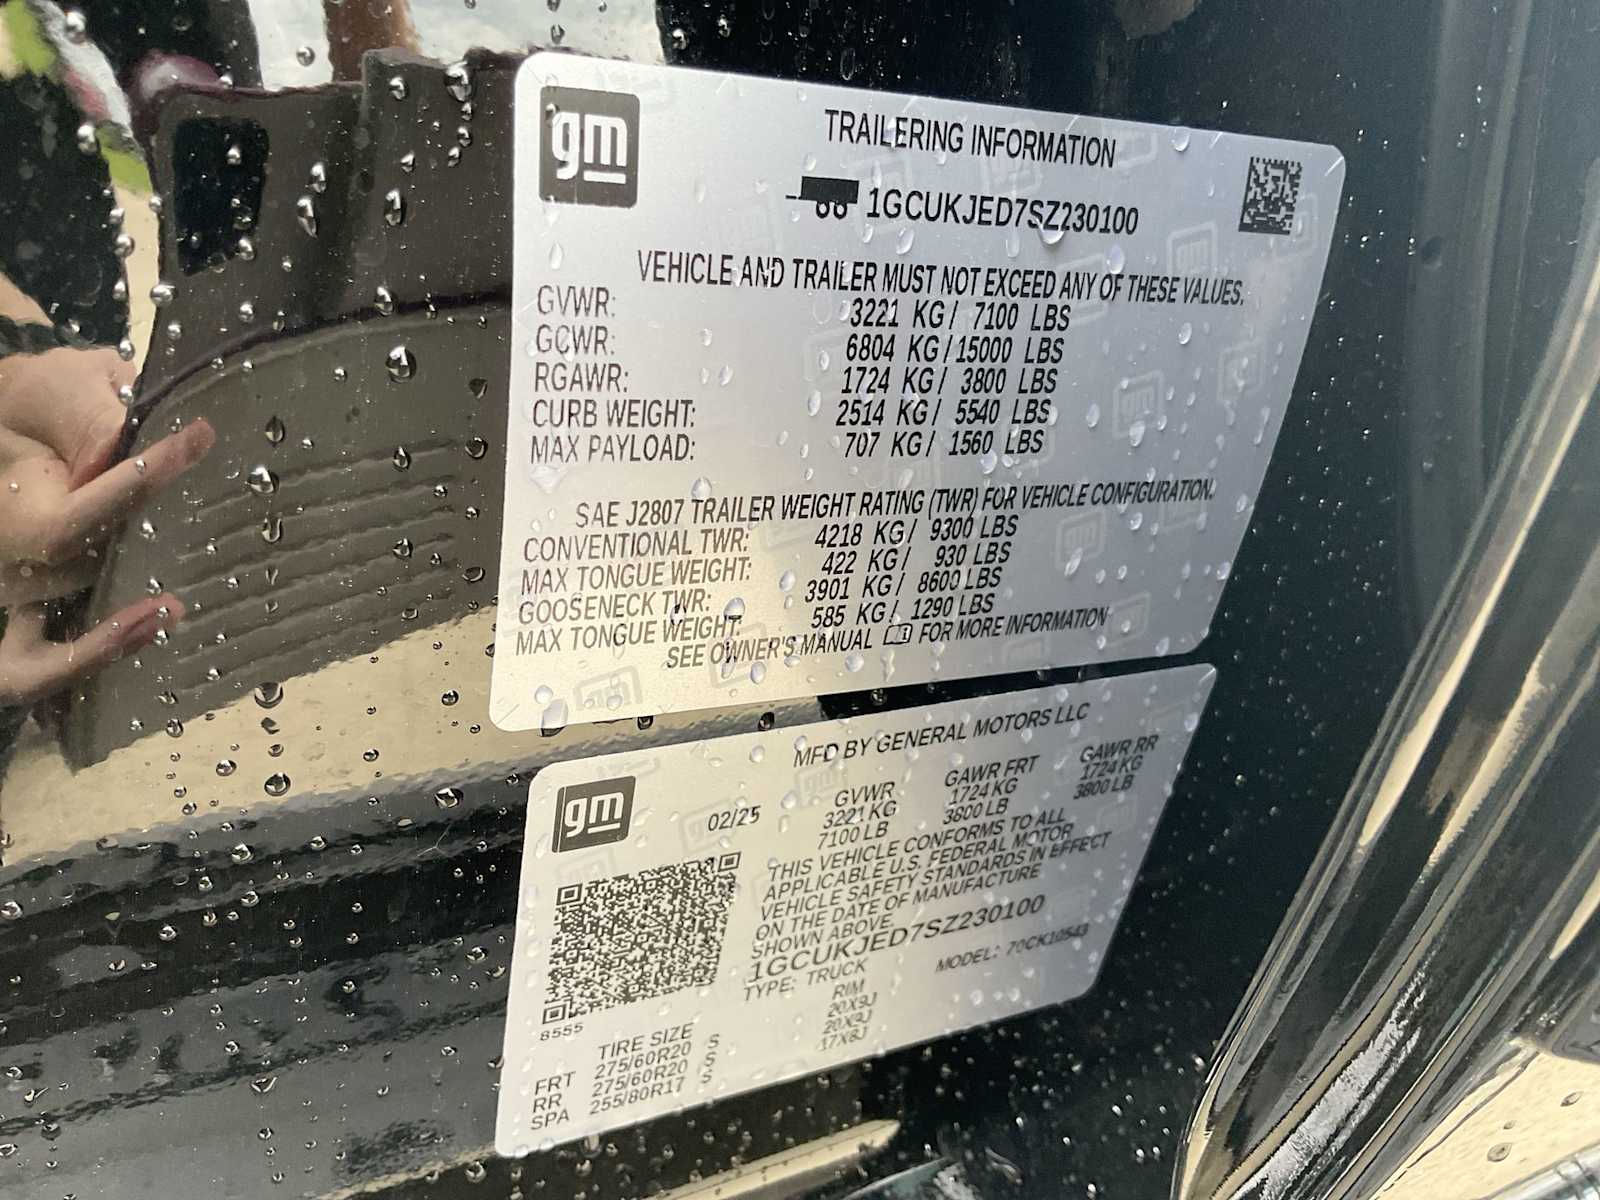 gm
TRAILERING INFORMATION
1GCUKJED7SZ230100
VEHICLE AND TRAILER MUST NOT EXCEED ANY OF THESE VALUES.
GVWR: 3221 KG/ 7100 LBS
GCWR: 6804 KG/15000 LBS
RGAWR: 1724 KG/ 3800 LBS
CURB WEIGHT: 2514 KG/ 5540 LBS
MAX PAYLOAD: 707 KG/ 1560 LBS
SAE J2807 TRAILER WEIGHT RATING (TWR) FOR VEHICLE CONFIGURATION.
CONVENTIONAL TWR: 4218 KG/ 9300 LBS
MAX TONGUE WEIGHT: 422 KG/ 930 LBS
GOOSENECK TWR: 3901 KG/ 8600 LBS
MAX TONGUE WEIGHT: 585 KG/ 1290 LBS
SEE OWNER'S MANUAL FOR MORE INFORMATION
gm
MFD BY GENERAL MOTORS LLC
02/25
GVWR GAWR FRT GAWR RR
3221 KG 1724 KG 1724 KG
7100 LB 3800 LB 3800 LB
THIS VEHICLE CONFORMS TO ALL
APPLICABLE U.S. FEDERAL MOTOR
VEHICLE SAFETY STANDARDS IN EFFECT
ON THE DATE OF MANUFACTURE
SHOWN ABOVE.
1GCUKJED7SZ230100
TYPE: TRUCK MODEL: 70CK10543
8555
TIRE SIZE RIM
FRT 275/60R20 S 20X9J
RR 275/60R20 S 20X9J
SPA 255/80R17 S 17X8J